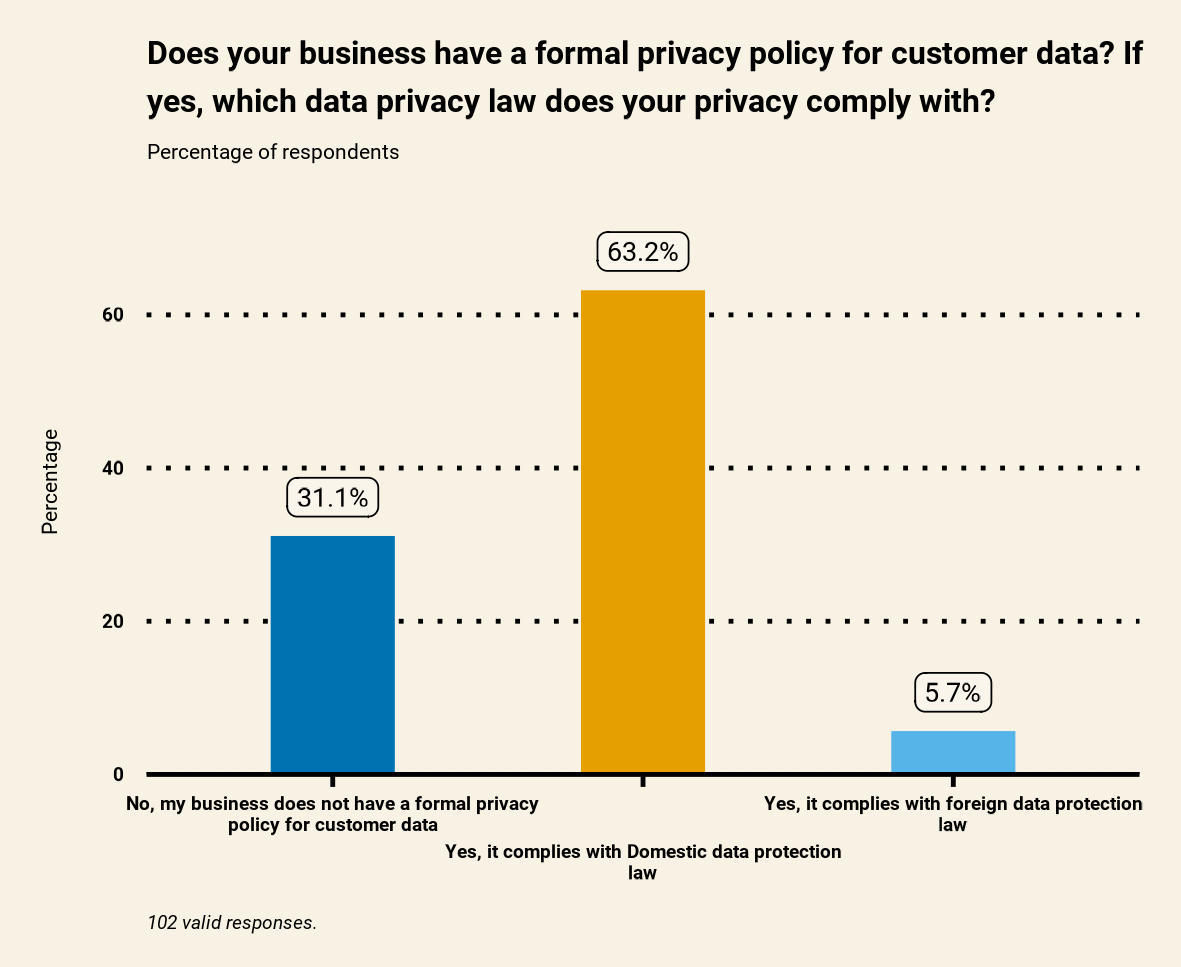 Does your business have a formal privacy policy for customer data? If
yes, which data privacy law does your privacy comply with?
Percentage of respondents
63.2%
60
40
31.1%
Percentage
20
5.7%
0
No, my business does not have a formal privacy
policy for customer data
Yes, it complies with foreign data protection
law
Yes, it complies with Domestic data protection
law
102 valid responses.